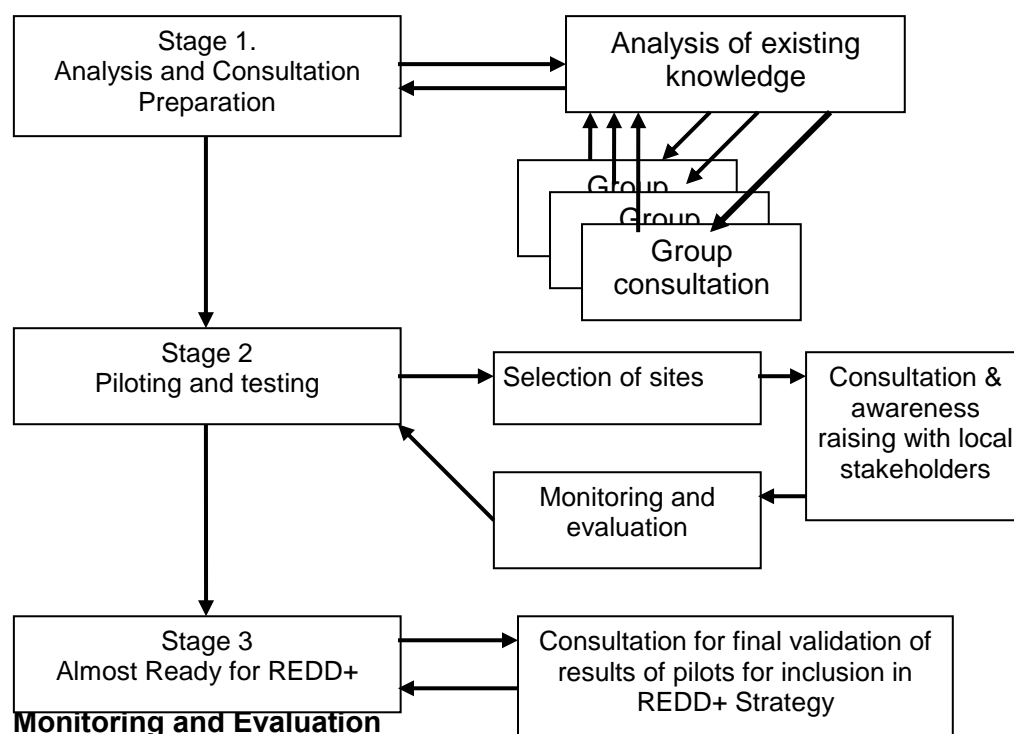 Stage 1.
Analysis and Consultation
Preparation
Analysis of existing
knowledge
Group
Group
Group
consultation
Stage 2
Piloting and testing
Selection of sites
Consultation &
awareness
raising with local
stakeholders
Monitoring and
evaluation
Stage 3
Almost Ready for REDD+
Consultation for final validation of
results of pilots for inclusion in
REDD+ Strategy
Monitoring and Evaluation